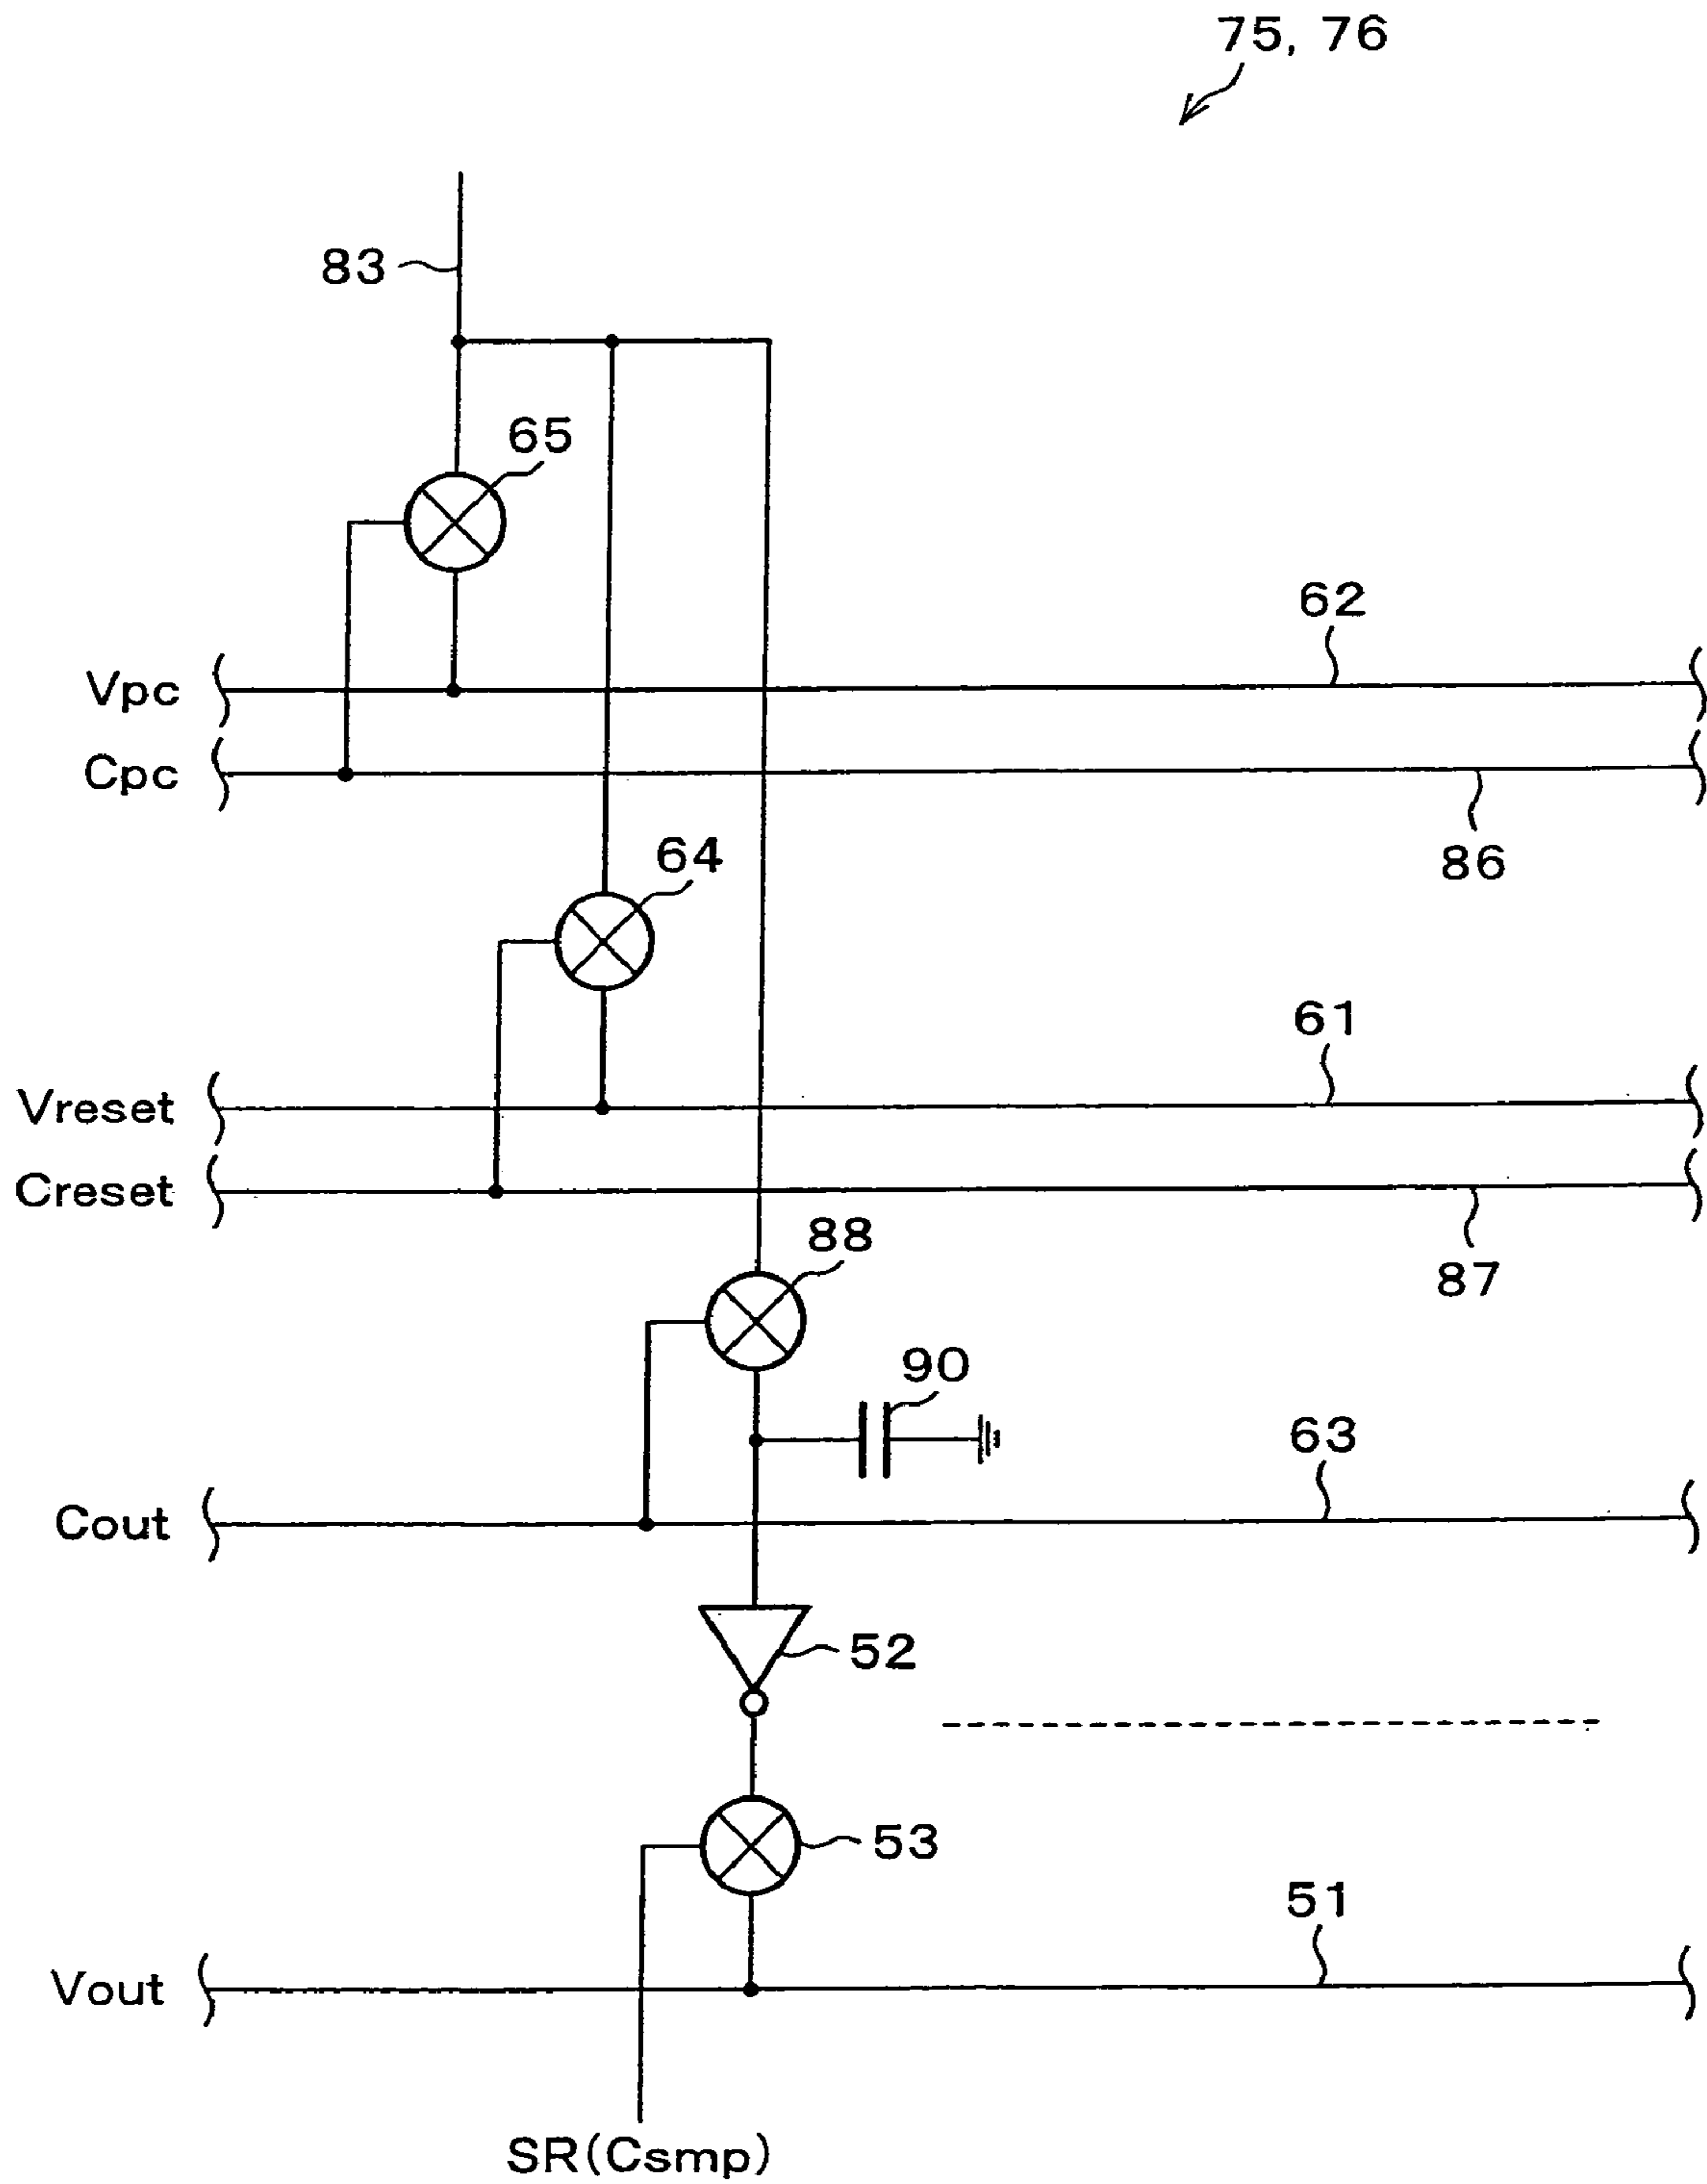 75, 76
83
65
62
Vpc
Cpc
86
64
61
Vreset
Creset
88
87
90
63
Cout
52
53
51
Vout
SR(Csmp)